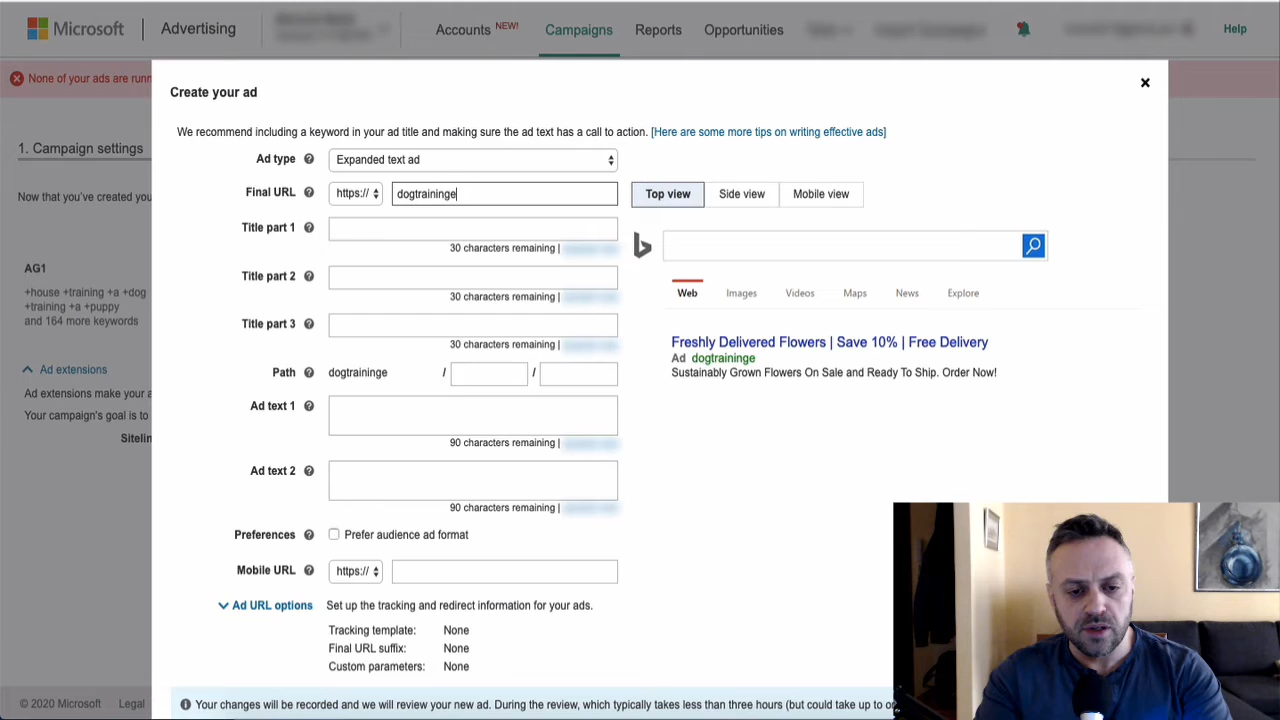 Microsoft
Advertising
Accounts NEW!
Campaigns
Reports
Opportunities
Help
None of your ads are runn
1. Campaign settings
Now that you've created your
AG1
+house +training +a +dog
+training +a +puppy
and 164 more keywords
Ad extensions
Ad extensions make your a
Your campaign's goal is to
Sitelin
© 2020 Microsoft
Legal
Create your ad
We recommend including a keyword in your ad title and making sure the ad text has a call to action. [Here are some more tips on writing effective ads]
Ad type
Expanded text ad
Final URL
https://
dogtraininge
Title part 1
30 characters remaining |
Title part 2
30 characters remaining |
Title part 3
30 characters remaining |
Path
dogtraininge
/
/
Ad text 1
90 characters remaining |
Ad text 2
90 characters remaining |
Preferences
Prefer audience ad format
Mobile URL
https://
Ad URL options
Set up the tracking and redirect information for your ads.
Tracking template: None
Final URL suffix: None
Custom parameters: None
Your changes will be recorded and we will review your new ad. During the review, which typically takes less than three hours (but could take up to o
Top view
Side view
Mobile view
Web
Images
Videos
Maps
News
Explore
Freshly Delivered Flowers | Save 10% | Free Delivery
Ad dogtraininge
Sustainably Grown Flowers On Sale and Ready To Ship. Order Now!